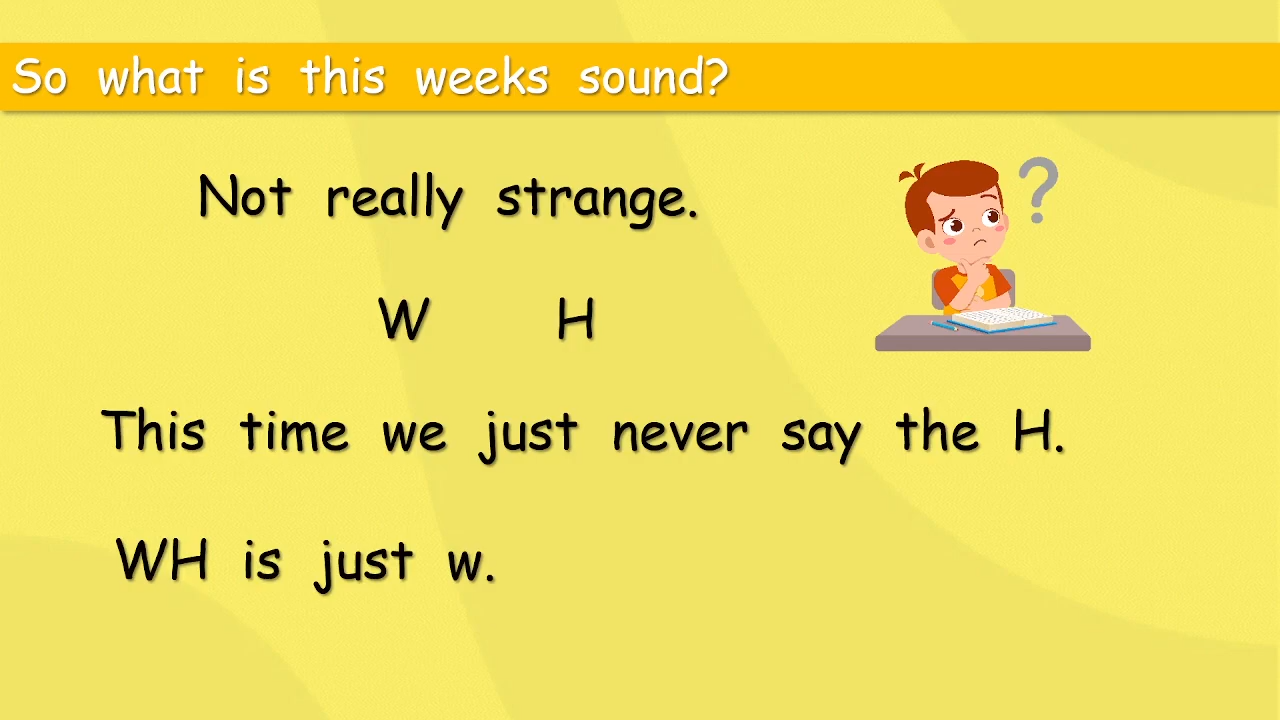 So what is this weeks sound?
Not really strange.
W H
This time we just never say the H.
WH is just w.
?